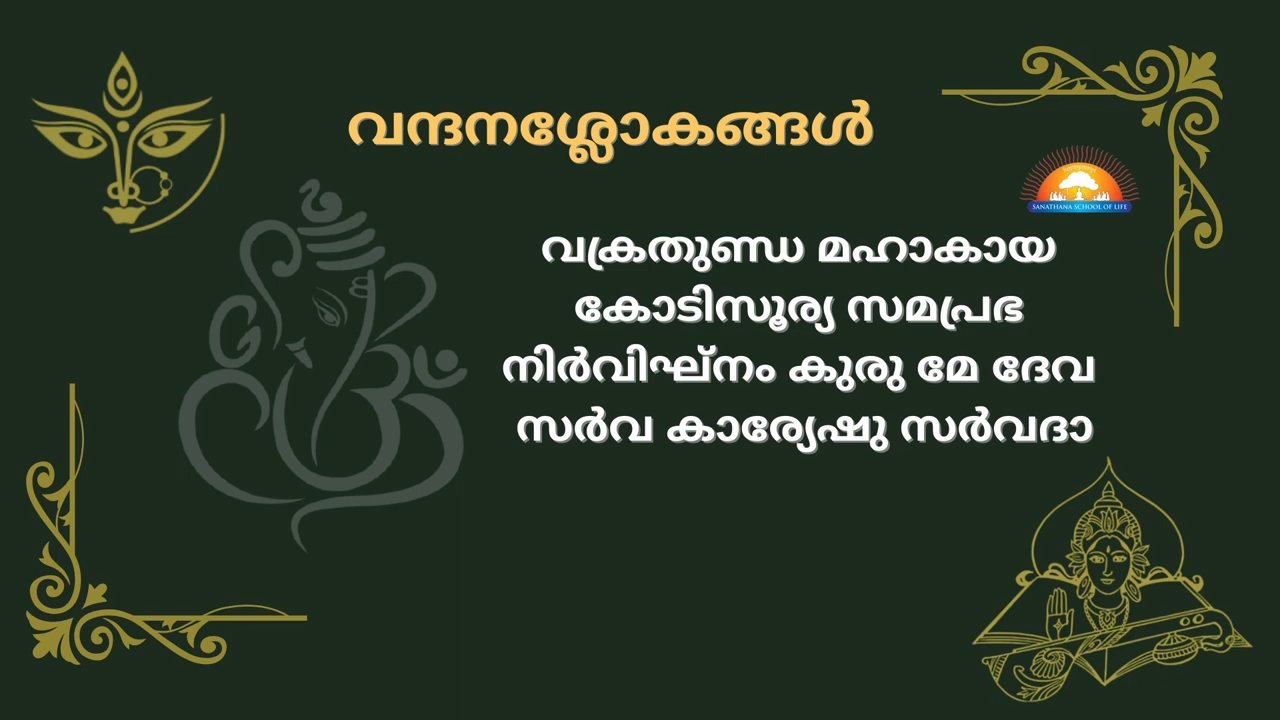 വന്ദനശ്ലോകങ്ങൾ
SANATHANA SCHOOL OF LIFE
വക്രതുണ്ഡ മഹാകായ
കോടിസൂര്യ സമപ്രഭ
നിർവിഘ്നം കുരു മേ ദേവ
സർവ കാര്യേഷു സർവദാ